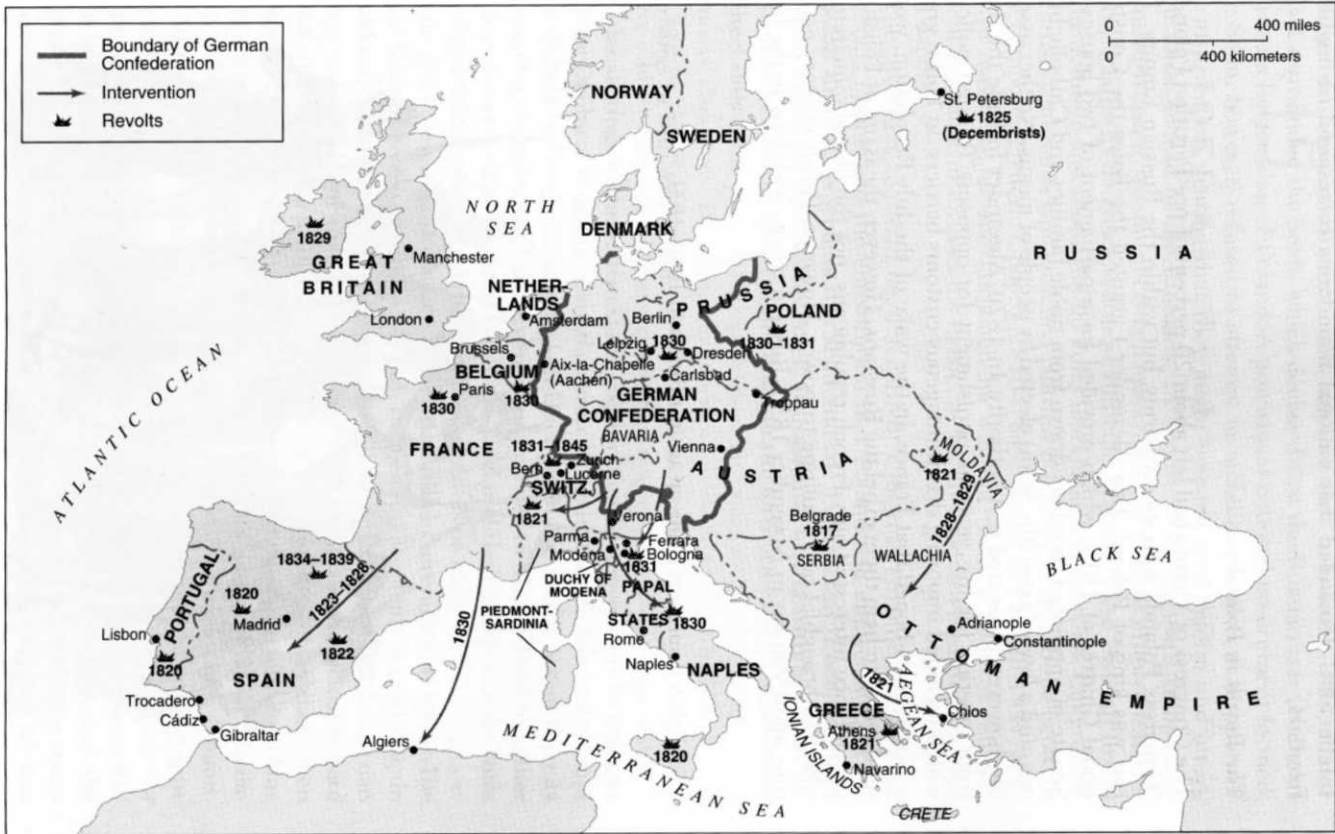 Boundary of German
Confederation
Intervention
Revolts
0
400 miles
0
400 kilometers
NORWAY
SWEDEN
St. Petersburg
1825
(Decembrists)
NORTH
SEA
DENMARK
RUSSIA
1829
GREAT
BRITAIN
Manchester
London
NETHER-
LANDS
Amsterdam
PRUSSIA
POLAND
1830–1831
Berlin
1830
Leipzig
Dresden
Carlsbad
Brussels
BELGIUM
1830
Aix-la-Chapelle
(Aachen)
GERMAN
CONFEDERATION
Troppau
ATLANTIC OCEAN
Paris
1830
FRANCE
BAVARIA
Vienna
AUSTRIA
1831–1845
Bern
Zurich
Lucerne
SWITZ.
1821
MOLDAVIA
1821
1828–1829
Verona
Parma
Modena
Ferrara
Bologna
1831
DUCHY OF
MODENA
Belgrade
1817
SERBIA
WALLACHIA
BLACK SEA
PAPAL
STATES
1830
Rome
PIEDMONT-
SARDINIA
Naples
NAPLES
PORTUGAL
1834–1839
1823–1828
1820
Madrid
1822
Lisbon
1820
SPAIN
1830
Trocadero
Cádiz
Gibraltar
Algiers
MEDITERRANEAN SEA
1820
Adrianople
Constantinople
OTTOMAN EMPIRE
1821
AEGEAN SEA
Chios
GREECE
Athens
1821
IONIAN ISLANDS
Navarino
CRETE